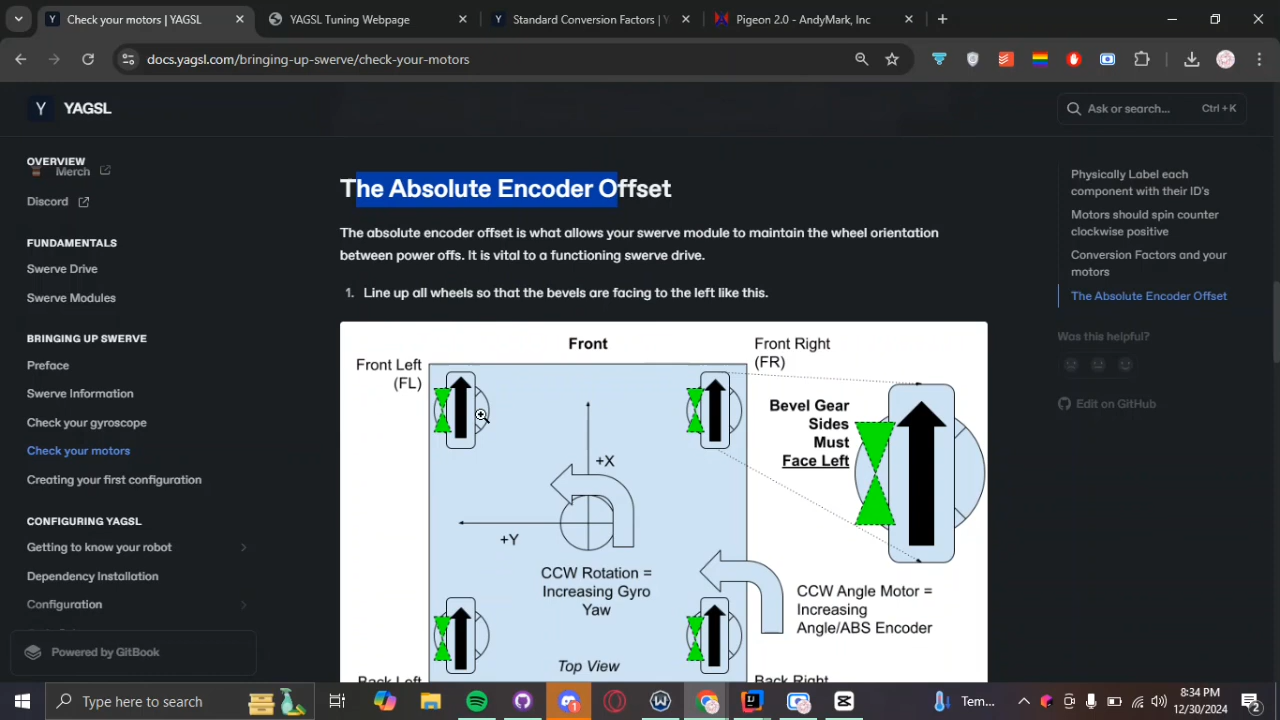 Check your motors | YAGSL
YAGSL Tuning Webpage
Standard Conversion Factors | Y
Pigeon 2.0 - AndyMark, Inc
docs.yagsl.com/bringing-up-swerve/check-your-motors
Y YAGSL
Ask or search...
Ctrl + K
OVERVIEW
Merch
Discord
FUNDAMENTALS
Swerve Drive
Swerve Modules
BRINGING UP SWERVE
Preface
Swerve Information
Check your gyroscope
Check your motors
Creating your first configuration
CONFIGURING YAGSL
Getting to know your robot
Dependency Installation
Configuration
Powered by GitBook
The Absolute Encoder Offset
The absolute encoder offset is what allows your swerve module to maintain the wheel orientation
between power offs. It is vital to a functioning swerve drive.
1. Line up all wheels so that the bevels are facing to the left like this.
Front
Front Left
(FL)
Front Right
(FR)
Bevel Gear
Sides
Must
Face Left
+X
+Y
CCW Rotation =
Increasing Gyro
Yaw
CCW Angle Motor =
Increasing
Angle/ABS Encoder
Top View
Back Left
Back Right
Physically Label each
component with their ID's
Motors should spin counter
clockwise positive
Conversion Factors and your
motors
The Absolute Encoder Offset
Was this helpful?
Edit on GitHub
Type here to search
Tem...
3:34 PM
12/30/2024
2